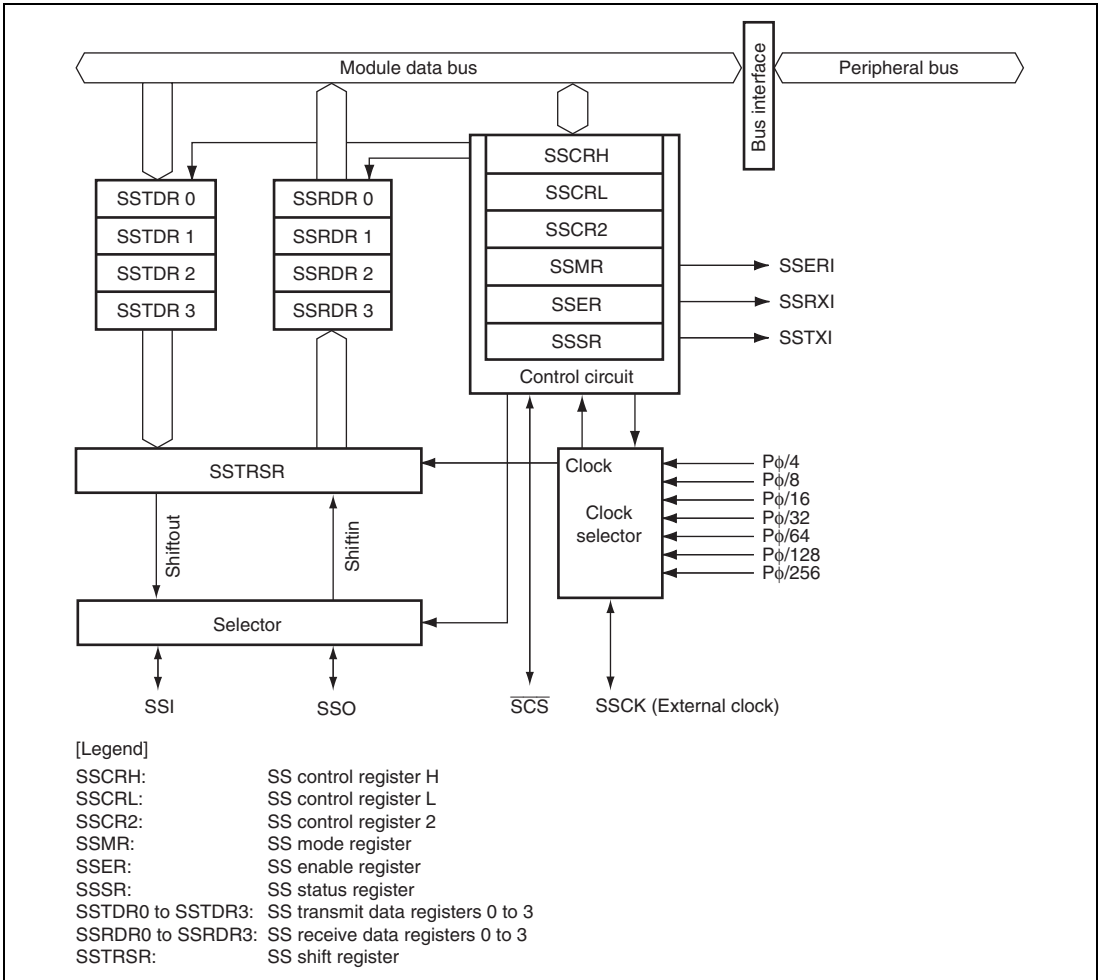 Module data bus
Bus interface
Peripheral bus
SSCRH
SSCRL
SSCR2
SSMR
SSER
SSSR
Control circuit
SSTDR 0
SSTDR 1
SSTDR 2
SSTDR 3
SSRDR 0
SSRDR 1
SSRDR 2
SSRDR 3
SSERI
SSRXI
SSTXI
SSTRSR
Clock
Clock
selector
Pϕ/4
Pϕ/8
Pϕ/16
Pϕ/32
Pϕ/64
Pϕ/128
Pϕ/256
Shiftout
Shiftin
Selector
SSI
SSO
S̅C̅S̅
SSCK (External clock)
[Legend]
SSCRH: SS control register H
SSCRL: SS control register L
SSCR2: SS control register 2
SSMR: SS mode register
SSER: SS enable register
SSSR: SS status register
SSTDR0 to SSTDR3: SS transmit data registers 0 to 3
SSRDR0 to SSRDR3: SS receive data registers 0 to 3
SSTRSR: SS shift register